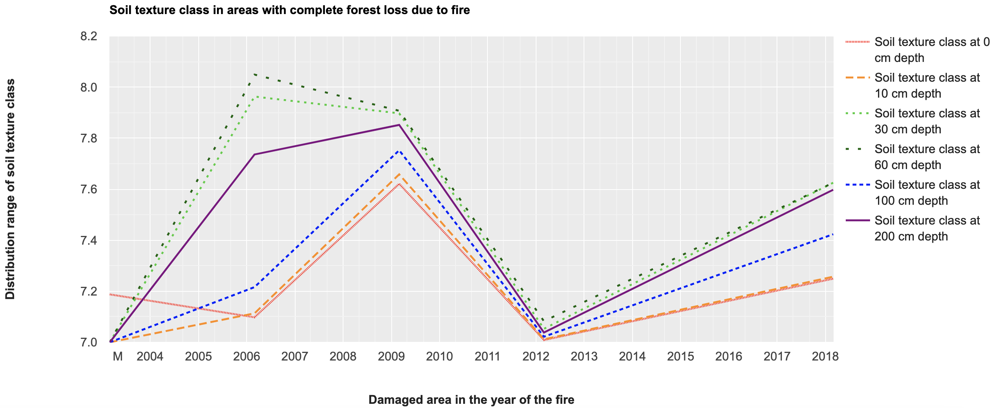 Soil texture class in areas with complete forest loss due to fire
Distribution range of soil texture class
8.2
8.0
7.8
7.6
7.4
7.2
7.0
M 2004 2005 2006 2007 2008 2009 2010 2011 2012 2013 2014 2015 2016 2017 2018
Damaged area in the year of the fire
Soil texture class at 0
cm depth
Soil texture class at
10 cm depth
Soil texture class at
30 cm depth
Soil texture class at
60 cm depth
Soil texture class at
100 cm depth
Soil texture class at
200 cm depth